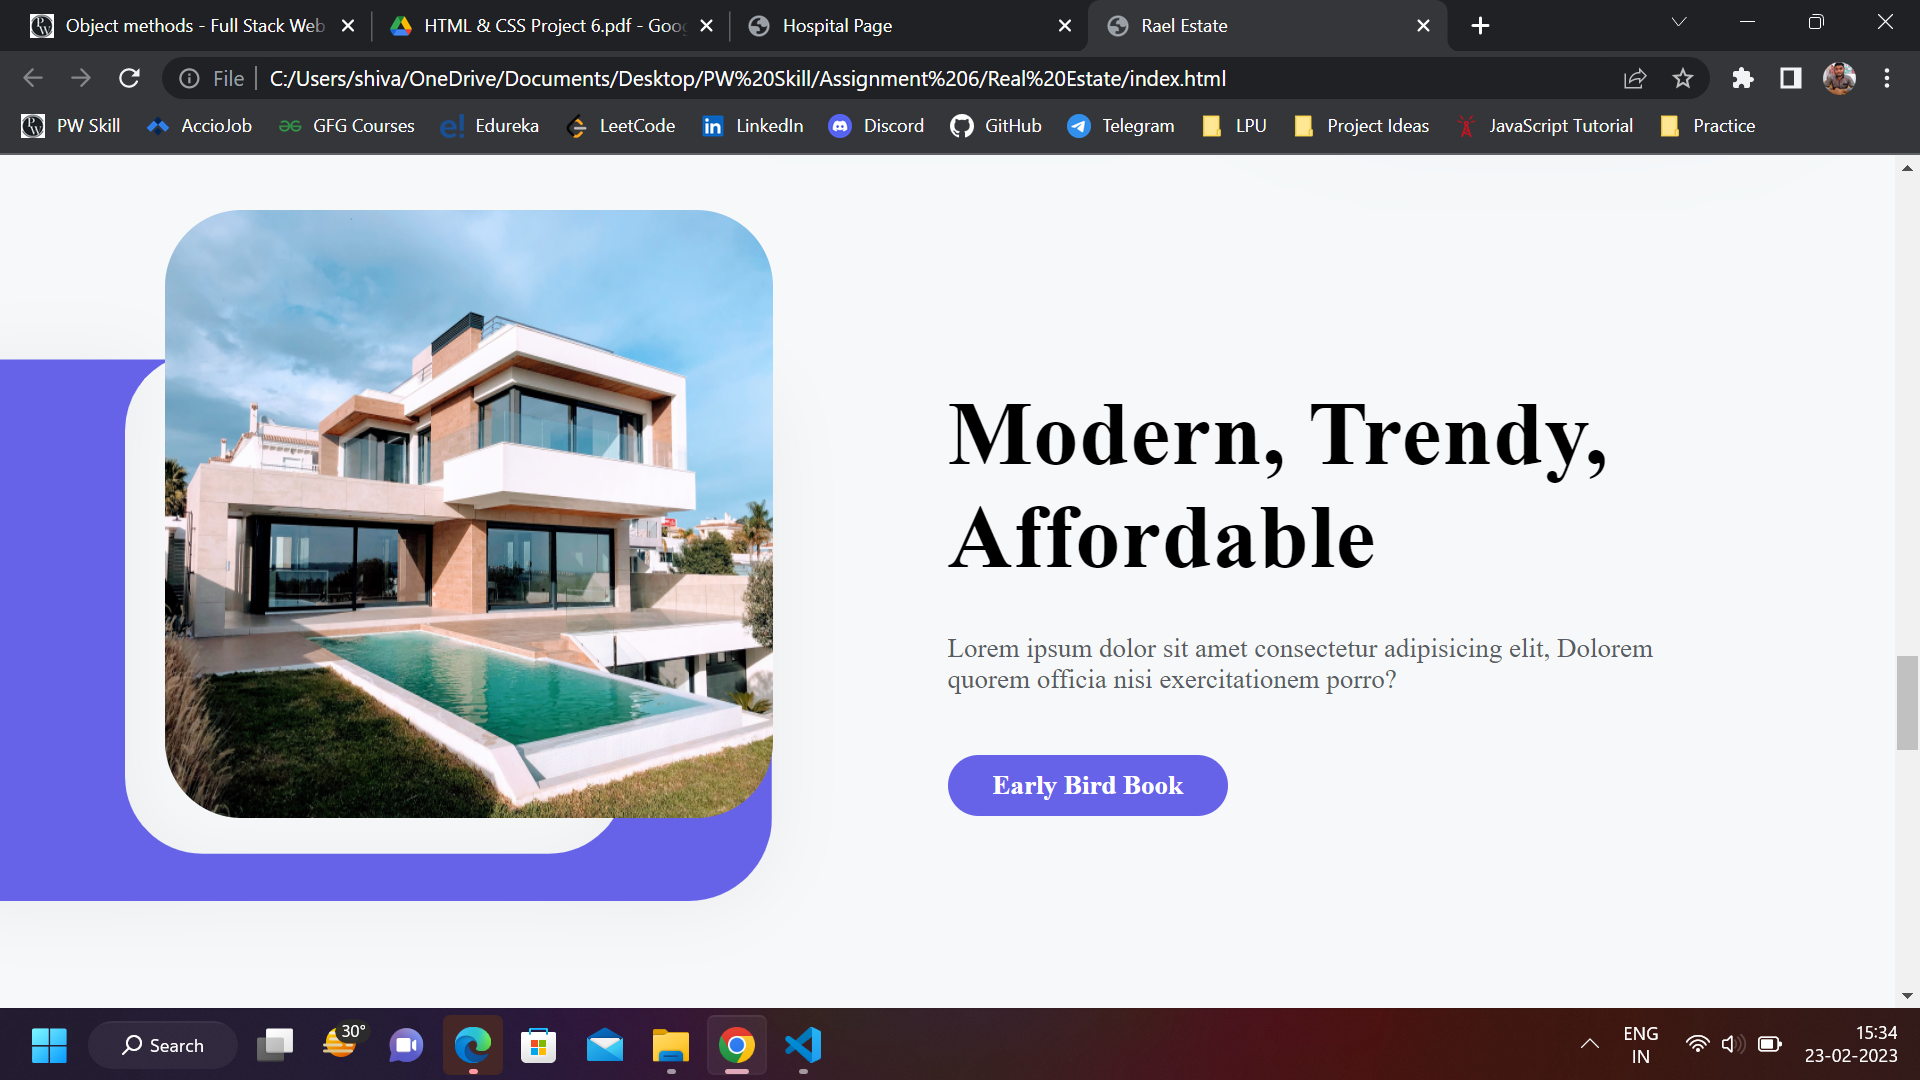 Object methods - Full Stack Web
HTML & CSS Project 6.pdf - Goog
Hospital Page
Rael Estate
File
C:/Users/shiva/OneDrive/Documents/Desktop/PW%20Skill/Assignment%206/Real%20Estate/index.html
PW Skill
AccioJob
GFG Courses
Edureka
LeetCode
LinkedIn
Discord
GitHub
Telegram
LPU
Project Ideas
JavaScript Tutorial
Practice
Modern, Trendy,
Affordable
Lorem ipsum dolor sit amet consectetur adipisicing elit, Dolorem
quorem officia nisi exercitationem porro?
Early Bird Book
Search
30°
ENG
IN
15:34
23-02-2023